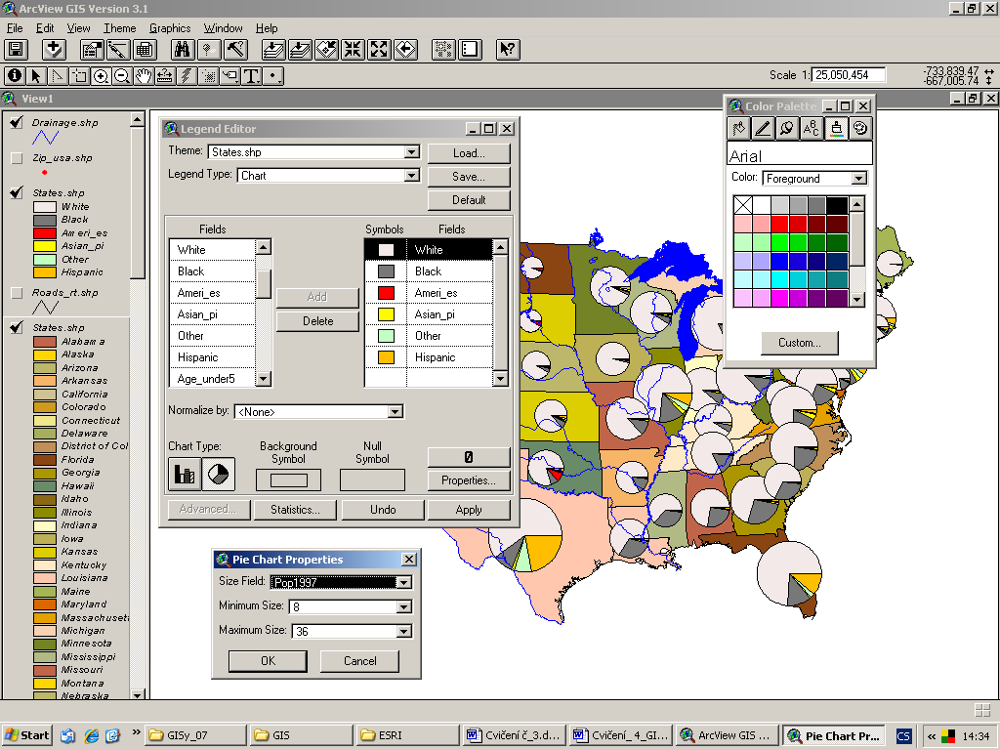 ArcView GIS Version 3.1
File Edit View Theme Graphics Window Help
Scale 1: 25,050,454
-733,839.47
-667,005.74
View1
Drainage.shp
Zip_usa.shp
States.shp
White
Black
Ameri_es
Asian_pi
Other
Hispanic
Roads_rt.shp
States.shp
Alabama
Alaska
Arizona
Arkansas
California
Colorado
Connecticut
Delaware
District of Col
Florida
Georgia
Hawaii
Idaho
Illinois
Indiana
Iowa
Kansas
Kentucky
Louisiana
Maine
Maryland
Massachusett
Michigan
Minnesota
Mississippi
Missouri
Montana
Nebraska
Legend Editor
Theme: States.shp
Load...
Legend Type: Chart
Save...
Default
Fields
White
Black
Ameri_es
Asian_pi
Other
Hispanic
Age_under5
Add
Delete
Symbols Fields
White
Black
Ameri_es
Asian_pi
Other
Hispanic
Normalize by: <None>
Chart Type:
Background Symbol
Null Symbol
0
Properties...
Advanced... Statistics... Undo Apply
Color Palette
Arial
Color: Foreground
Custom...
Pie Chart Properties
Size Field: Pop1997
Minimum Size: 8
Maximum Size: 36
OK Cancel
Start » GISy_07 GIS ESRI Cvičení č_3.d... Cvičení_ 4_GI... ArcView GIS ... Pie Chart Pr... CS « 14:34